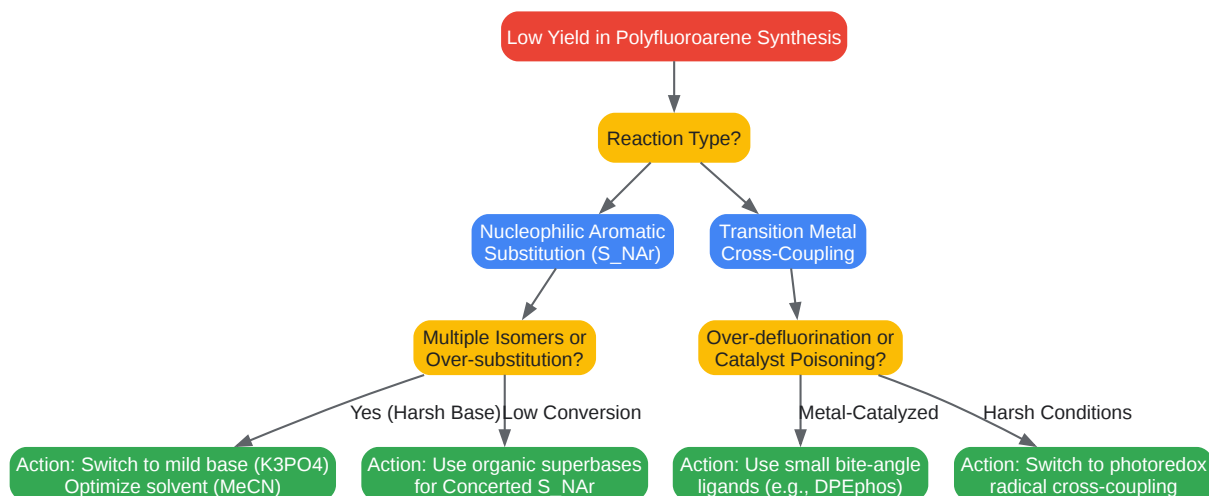 Low Yield in Polyfluoroarene Synthesis
Reaction Type?
Nucleophilic Aromatic
Substitution (S_NAr)
Transition Metal
Cross-Coupling
Multiple Isomers or
Over-substitution?
Over-defluorination or
Catalyst Poisoning?
Yes (Harsh Base)
Low Conversion
Metal-Catalyzed
Harsh Conditions
Action: Switch to mild base (K3PO4)
Optimize solvent (MeCN)
Action: Use organic superbases
for Concerted S_NAr
Action: Use small bite-angle
ligands (e.g., DPEphos)
Action: Switch to photoredox
radical cross-coupling